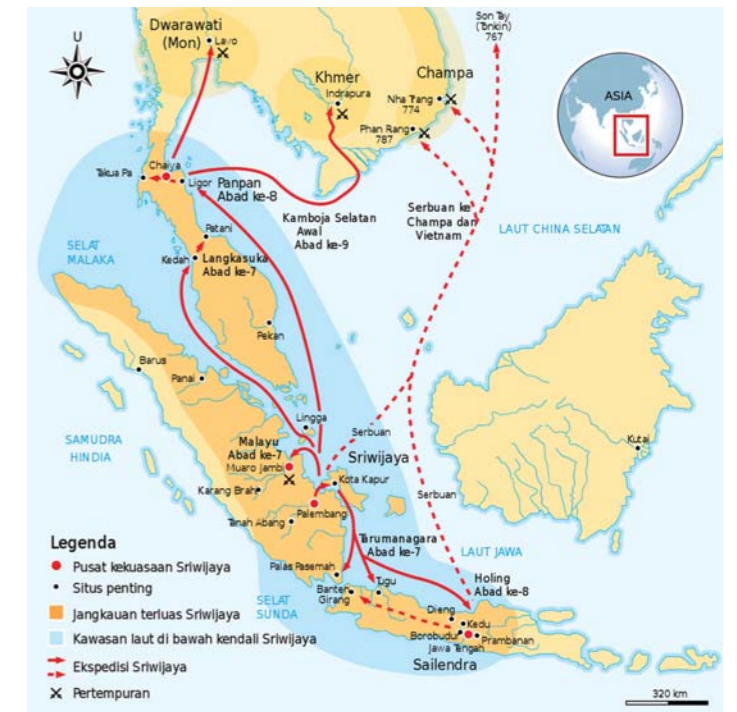 Son Tay
(Tonkin)
767
Dwarawati
(Mon)
Lavo
U
Khmer
Indrapura
Champa
Nha Trang
774
Phan Rang
787
ASIA
Chaiya
Takua Pa
Ligor
Panpan
Abad ke-8
Kamboja Selatan
Awal
Abad ke-9
Serbuan ke
Champa dan
Vietnam
LAUT CHINA SELATAN
Patani
SELAT
MALAKA
Kedah
Langkasuka
Abad ke-7
Pekan
Barus
Panai
Lingga
SAMUDRA
HINDIA
Malayu
Abad ke-7
Muaro Jambi
Serbuan
Sriwijaya
Kutai
Karang Brahi
Kota Kapur
Serbuan
Palembang
Tanah Abang
Tarumanagara
Abad ke-7
LAUT JAWA
Palas Pasemah
Tugu
Holing
Abad ke-8
Banten
Girang
SELAT
SUNDA
Dieng
Kedu
Borobudur
Prambanan
Jawa Tengah
Sailendra
Legenda
Pusat kekuasaan Sriwijaya
Situs penting
Jangkauan terluas Sriwijaya
Kawasan laut di bawah kendali Sriwijaya
Ekspedisi Sriwijaya
Pertempuran
320 km